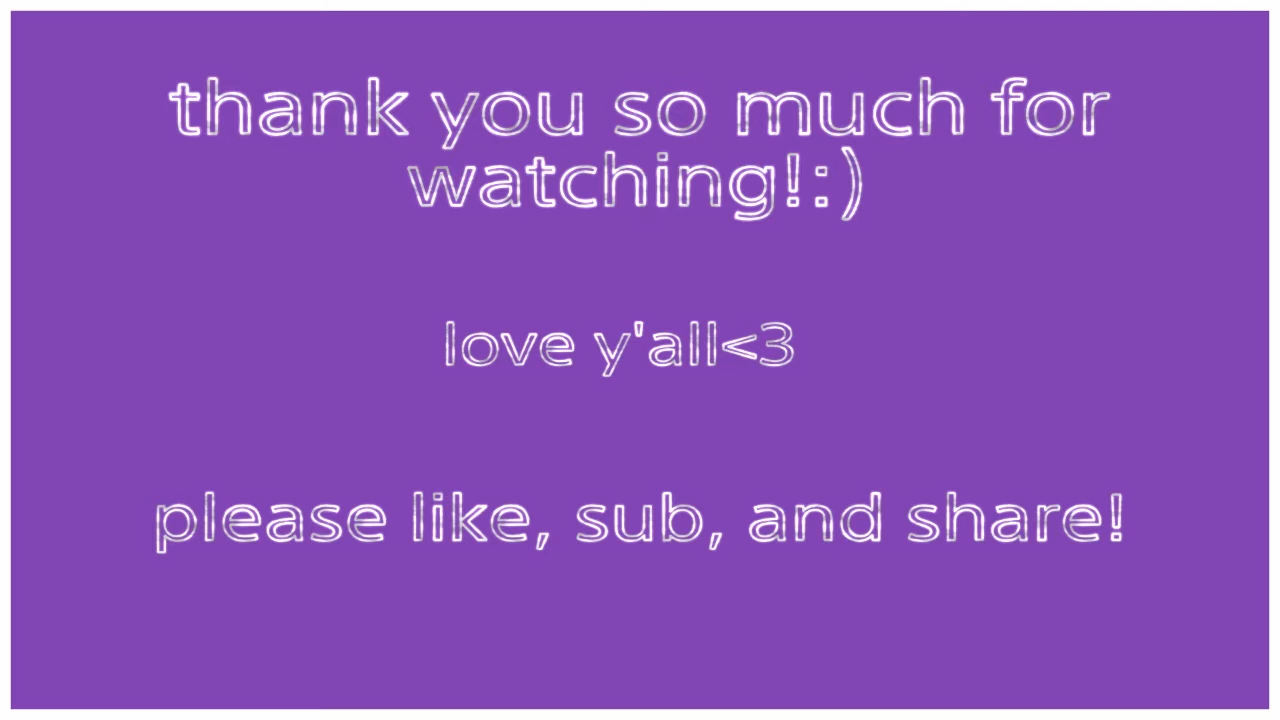 thank you so much for
watching!:)
love y'all<3
please like, sub, and share!